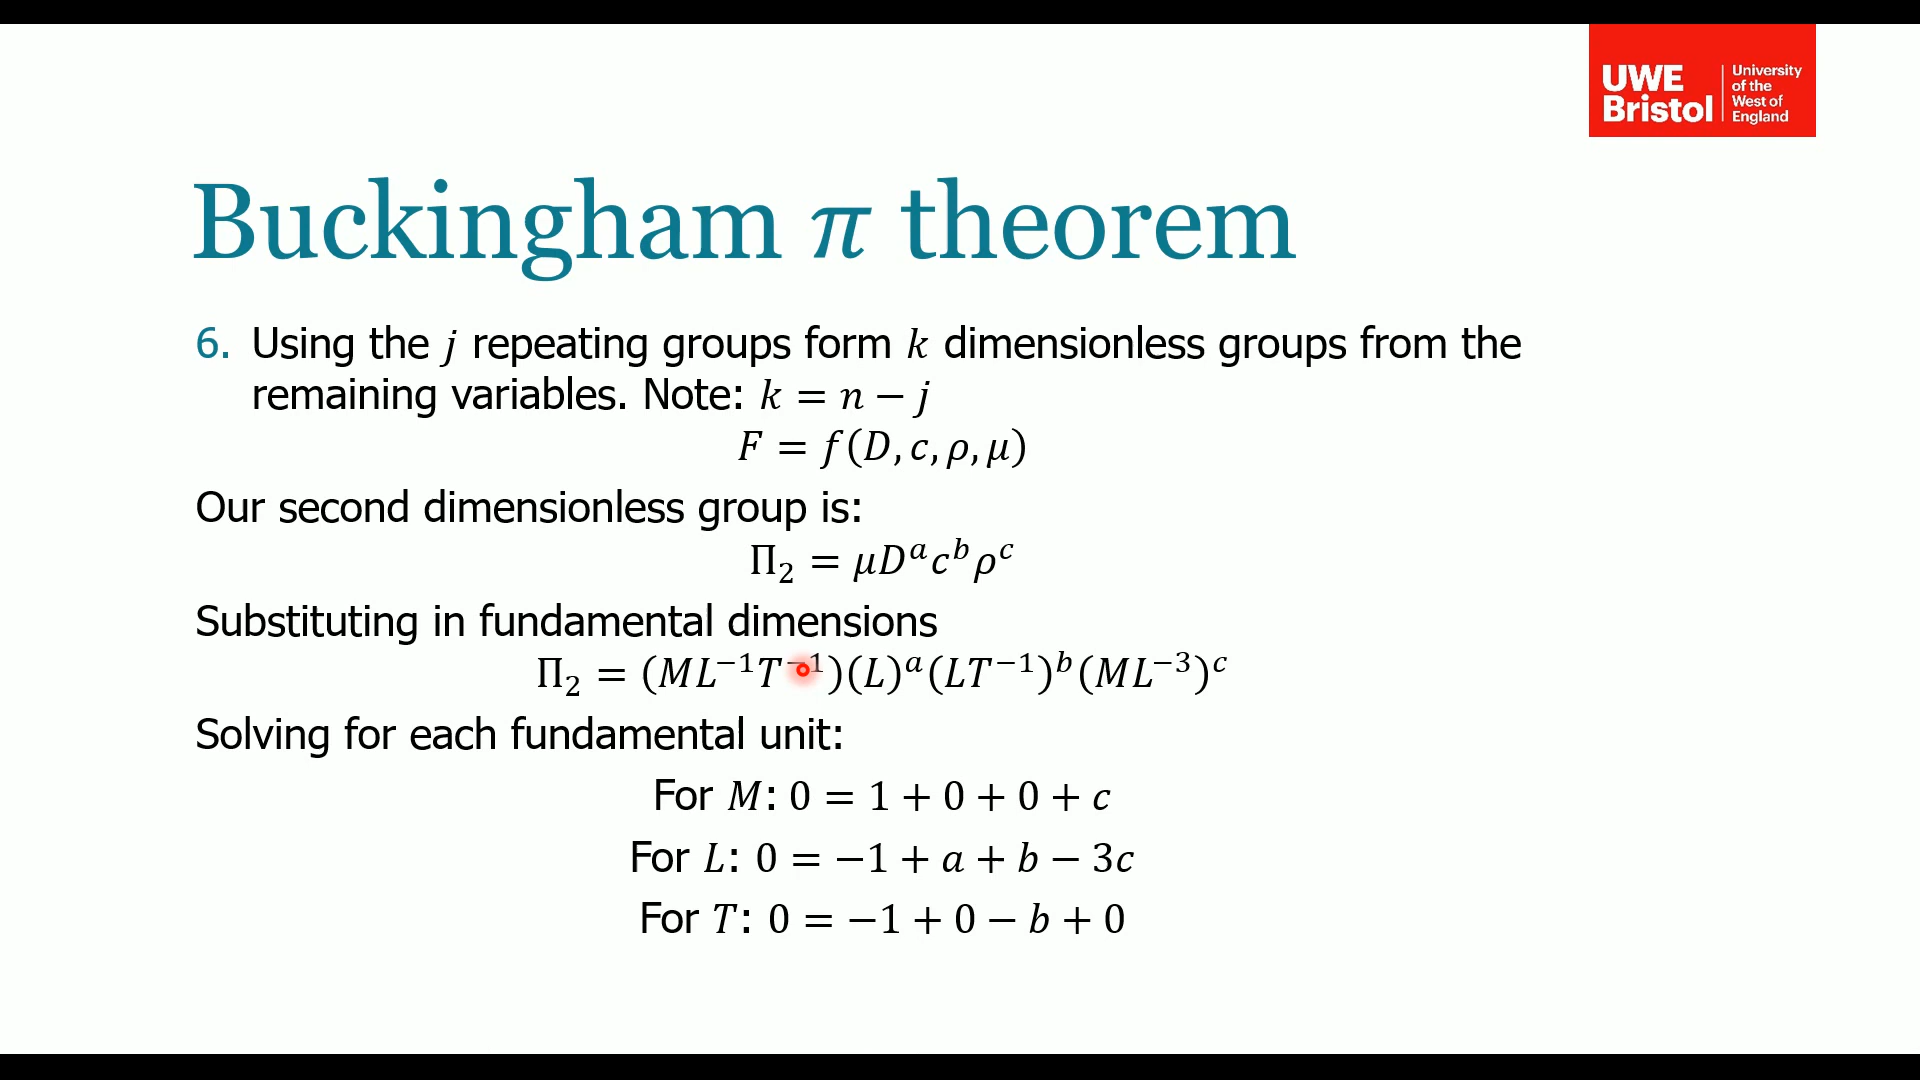 UWE Bristol
University of the West of England
Buckingham π theorem
6. Using the j repeating groups form k dimensionless groups from the
remaining variables. Note: k = n − j
F = f(D, c, ρ, μ)
Our second dimensionless group is:
Π₂ = μDᵃcᵇρᶜ
Substituting in fundamental dimensions
Π₂ = (ML⁻¹T⁻¹)(L)ᵃ(LT⁻¹)ᵇ(ML⁻³)ᶜ
Solving for each fundamental unit:
For M: 0 = 1 + 0 + 0 + c
For L: 0 = −1 + a + b − 3c
For T: 0 = −1 + 0 − b + 0